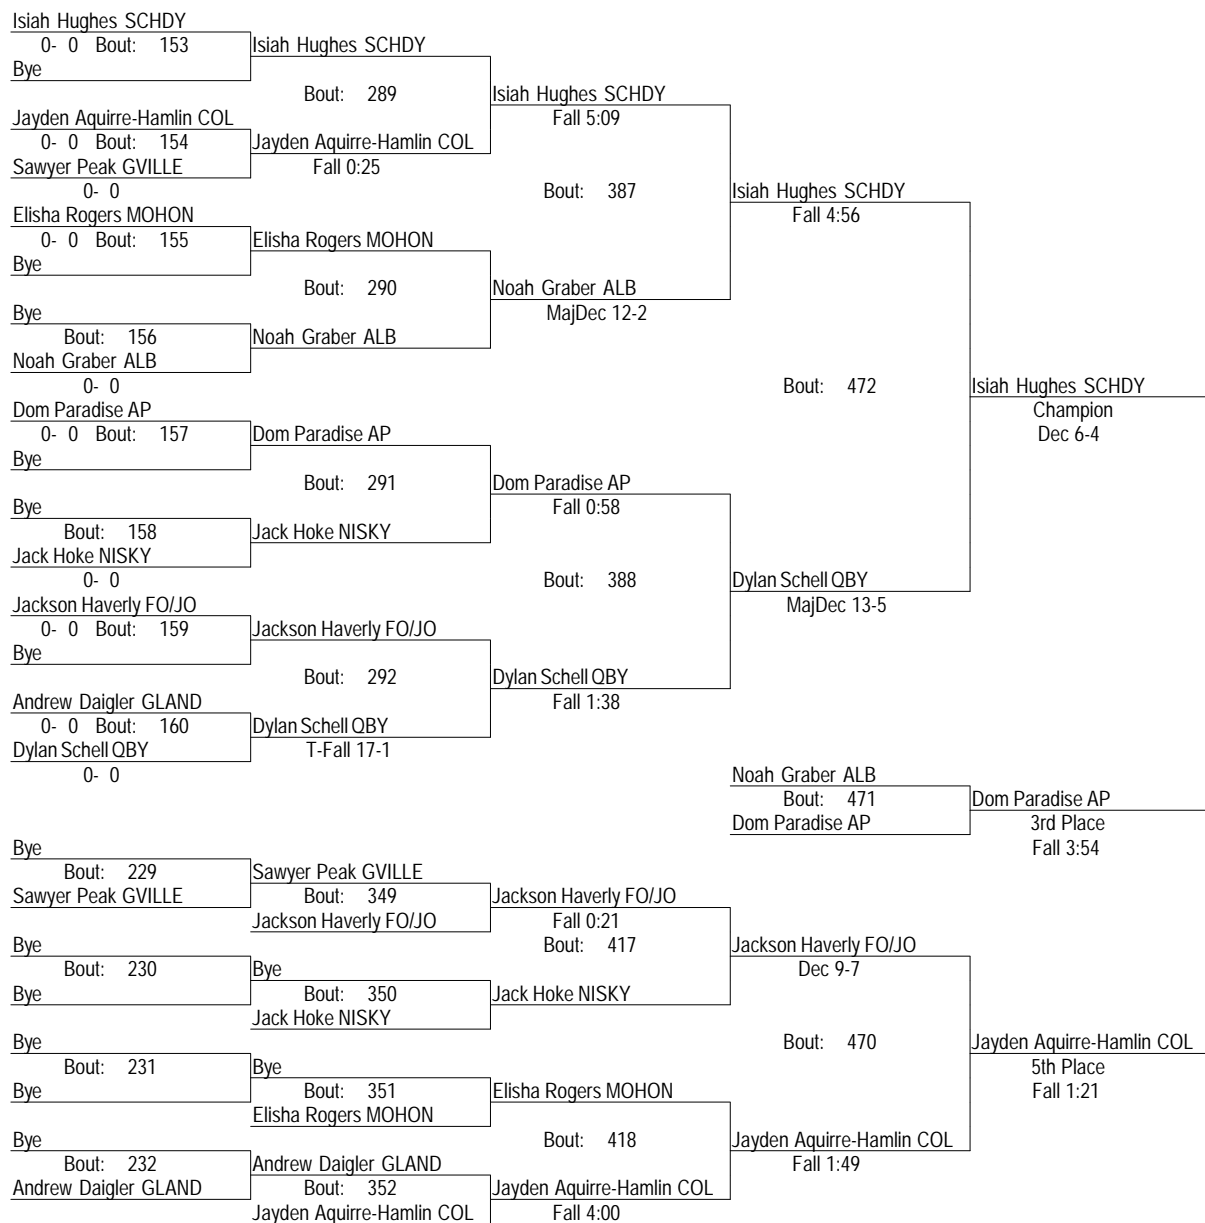 Isiah Hughes SCHDY
0- 0 Bout: 153
Isiah Hughes SCHDY
Bye
Bout: 289
Isiah Hughes SCHDY
Jayden Aquirre-Hamlin COL
Fall 5:09
0- 0 Bout: 154
Jayden Aquirre-Hamlin COL
Sawyer Peak GVILLE
Fall 0:25
0- 0
Bout: 387
Isiah Hughes SCHDY
Elisha Rogers MOHON
Fall 4:56
0- 0 Bout: 155
Elisha Rogers MOHON
Bye
Bout: 290
Noah Graber ALB
Bye
MajDec 12-2
Bout: 156
Noah Graber ALB
Noah Graber ALB
0- 0
Bout: 472
Isiah Hughes SCHDY
Dom Paradise AP
Champion
0- 0 Bout: 157
Dom Paradise AP
Dec 6-4
Bye
Bout: 291
Dom Paradise AP
Bye
Fall 0:58
Bout: 158
Jack Hoke NISKY
Jack Hoke NISKY
0- 0
Bout: 388
Dylan Schell QBY
Jackson Haverly FO/JO
MajDec 13-5
0- 0 Bout: 159
Jackson Haverly FO/JO
Bye
Bout: 292
Dylan Schell QBY
Andrew Daigler GLAND
Fall 1:38
0- 0 Bout: 160
Dylan Schell QBY
Dylan Schell QBY
T-Fall 17-1
0- 0
Noah Graber ALB
Bout: 471
Dom Paradise AP
Dom Paradise AP
3rd Place
Fall 3:54
Bye
Bout: 229
Sawyer Peak GVILLE
Sawyer Peak GVILLE
Bout: 349
Jackson Haverly FO/JO
Jackson Haverly FO/JO
Fall 0:21
Bye
Bout: 417
Jackson Haverly FO/JO
Bout: 230
Bye
Dec 9-7
Bye
Bout: 350
Jack Hoke NISKY
Jack Hoke NISKY
Bye
Bout: 470
Jayden Aquirre-Hamlin COL
Bout: 231
Bye
5th Place
Bye
Bout: 351
Elisha Rogers MOHON
Fall 1:21
Elisha Rogers MOHON
Bye
Bout: 418
Jayden Aquirre-Hamlin COL
Bout: 232
Andrew Daigler GLAND
Fall 1:49
Andrew Daigler GLAND
Bout: 352
Jayden Aquirre-Hamlin COL
Jayden Aquirre-Hamlin COL
Fall 4:00